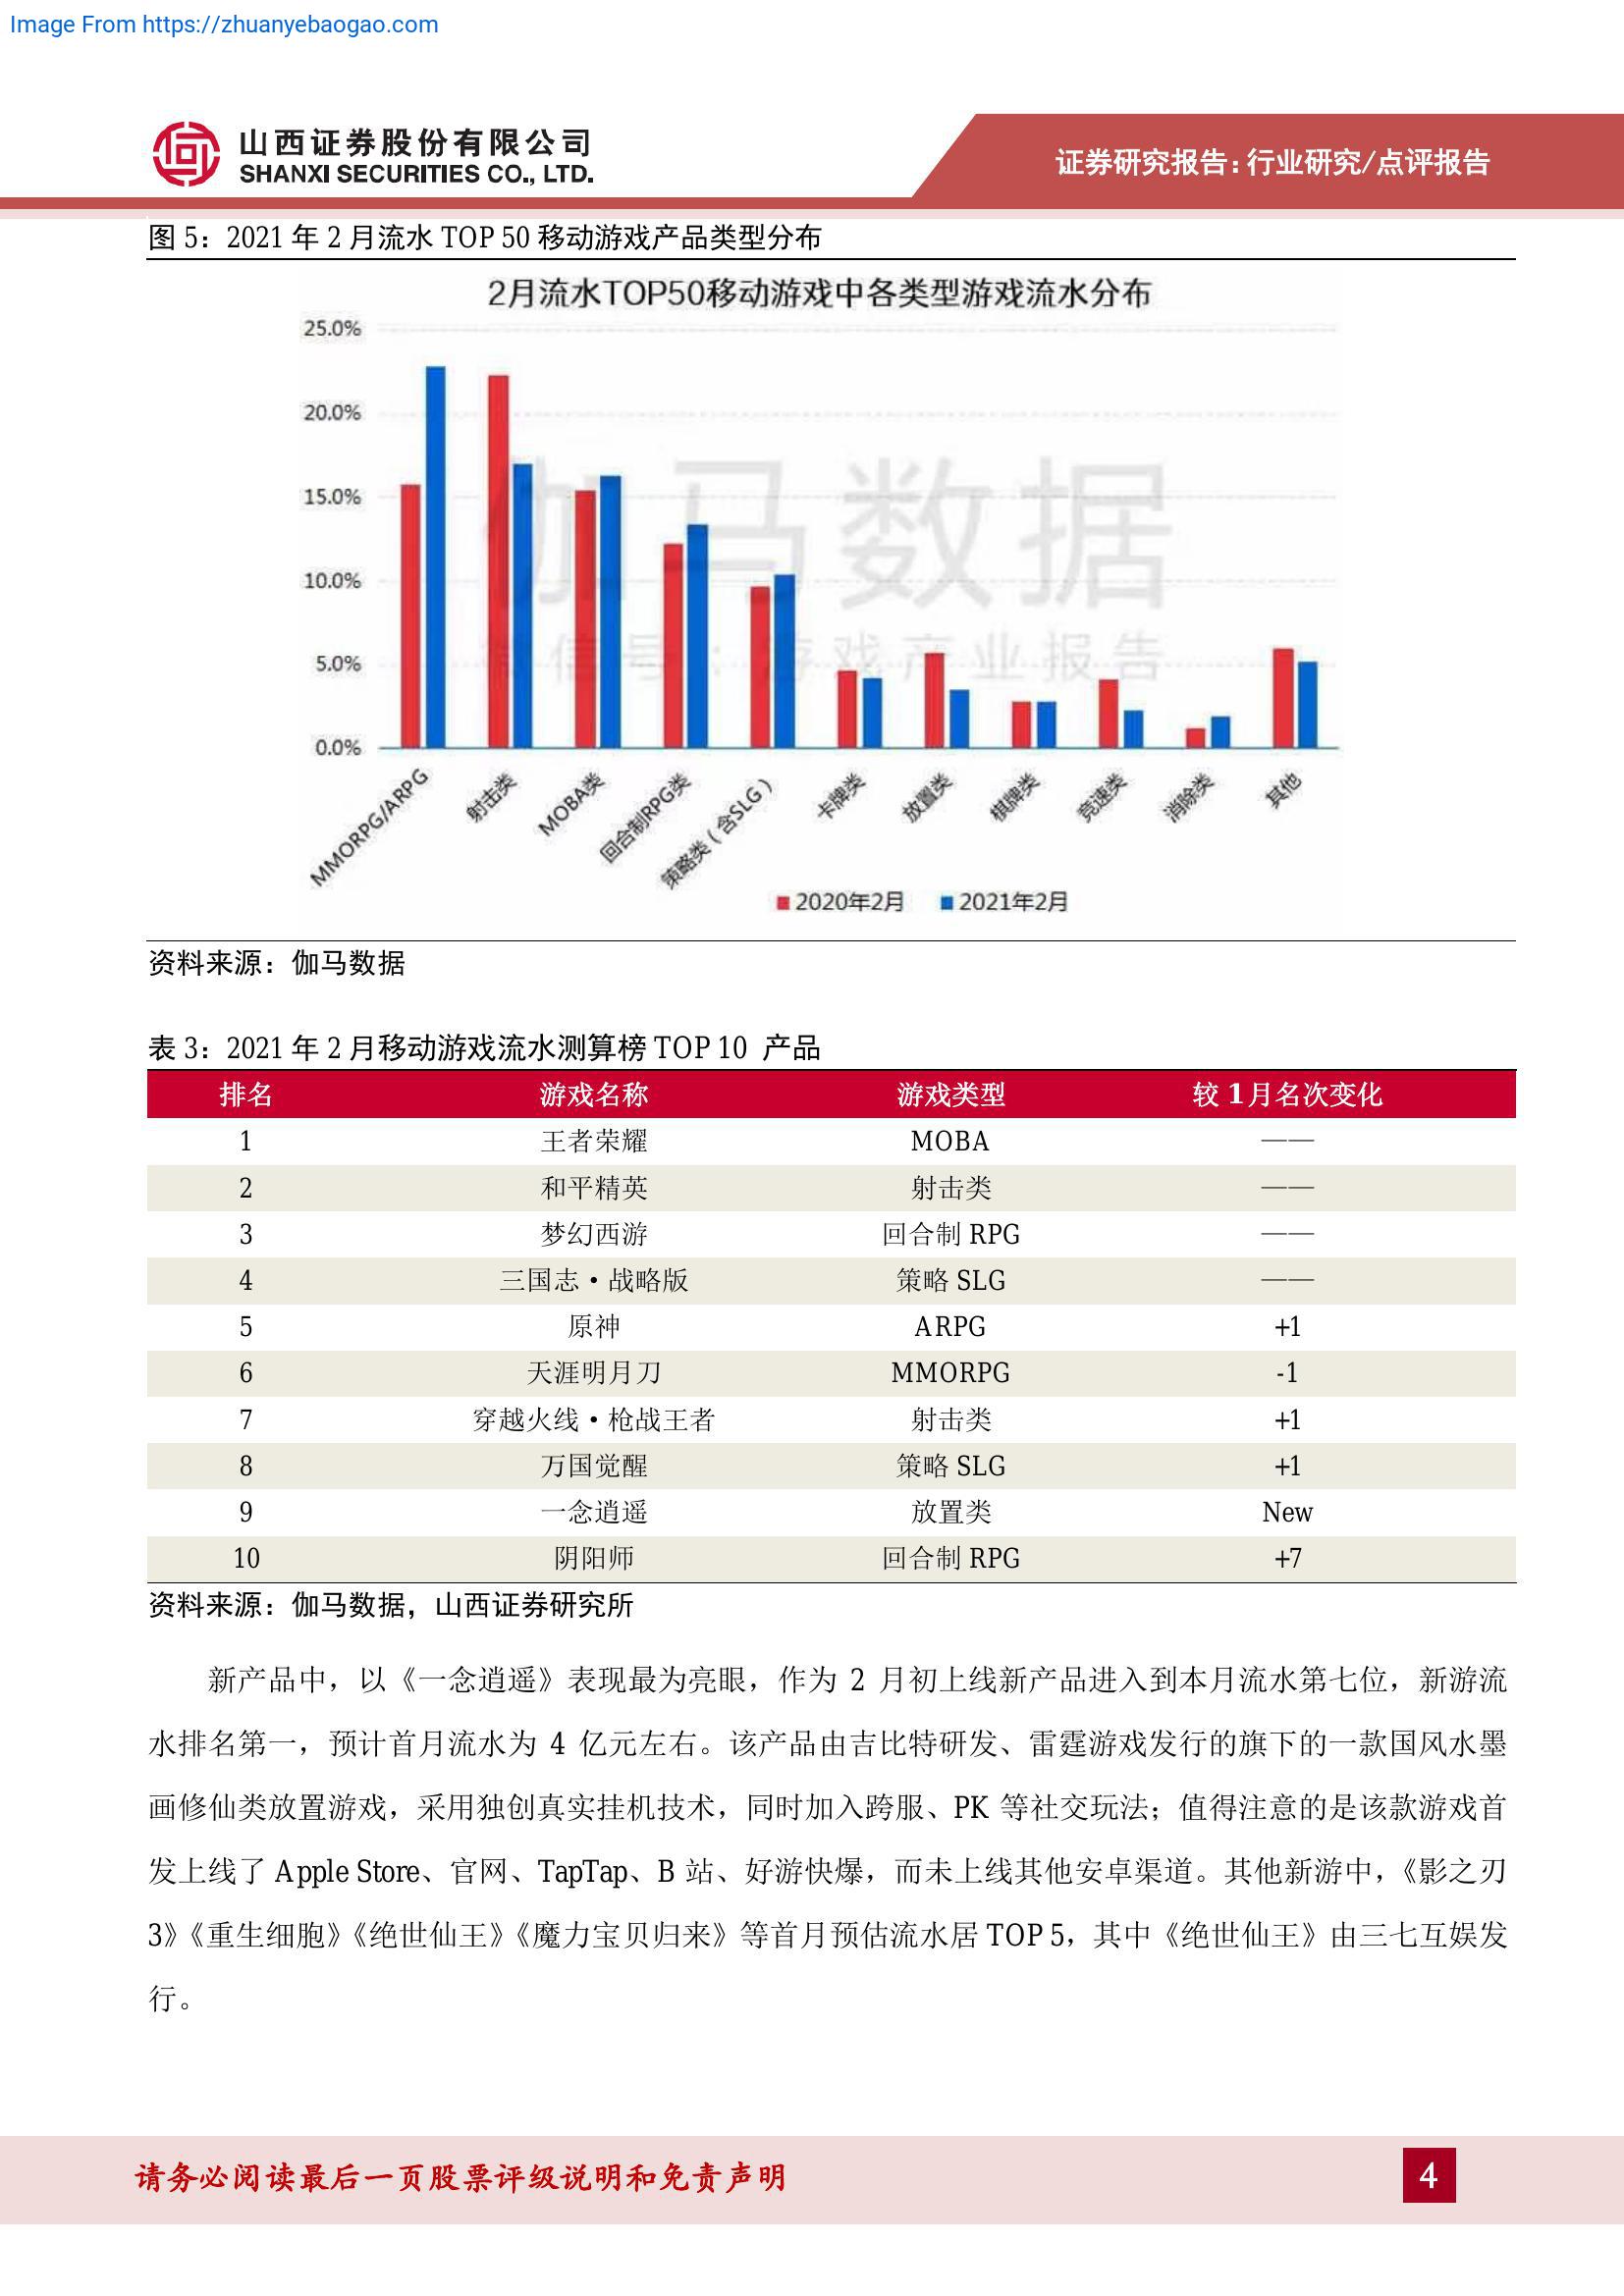 Image From https://zhuanyebaogao.com
山西证券股份有限公司
SHANXI SECURITIES CO., LTD.
证券研究报告:行业研究/点评报告
图 5：2021 年 2 月流水 TOP 50 移动游戏产品类型分布
2月流水TOP50移动游戏中各类型游戏流水分布
25.0%
20.0%
15.0%
10.0%
5.0%
0.0%
伽马数据
微信号：游戏产业报告
MMORPG/ARPG
射击类
MOBA类
回合制RPG类
策略类（含SLG）
卡牌类
放置类
棋牌类
竞速类
消除类
其他
2020年2月 2021年2月
资料来源：伽马数据
表 3：2021 年 2 月移动游戏流水测算榜 TOP 10 产品
排名 游戏名称 游戏类型 较 1 月名次变化
1 王者荣耀 MOBA ——
2 和平精英 射击类 ——
3 梦幻西游 回合制 RPG ——
4 三国志·战略版 策略 SLG ——
5 原神 ARPG +1
6 天涯明月刀 MMORPG -1
7 穿越火线·枪战王者 射击类 +1
8 万国觉醒 策略 SLG +1
9 一念逍遥 放置类 New
10 阴阳师 回合制 RPG +7
资料来源：伽马数据，山西证券研究所
新产品中，以《一念逍遥》表现最为亮眼，作为 2 月初上线新产品进入到本月流水第七位，新游流
水排名第一，预计首月流水为 4 亿元左右。该产品由吉比特研发、雷霆游戏发行的旗下的一款国风水墨
画修仙类放置游戏，采用独创真实挂机技术，同时加入跨服、PK 等社交玩法；值得注意的是该款游戏首
发上线了 Apple Store、官网、TapTap、B 站、好游快爆，而未上线其他安卓渠道。其他新游中，《影之刃
3》《重生细胞》《绝世仙王》《魔力宝贝归来》等首月预估流水居 TOP 5，其中《绝世仙王》由三七互娱发
行。
请务必阅读最后一页股票评级说明和免责声明
4